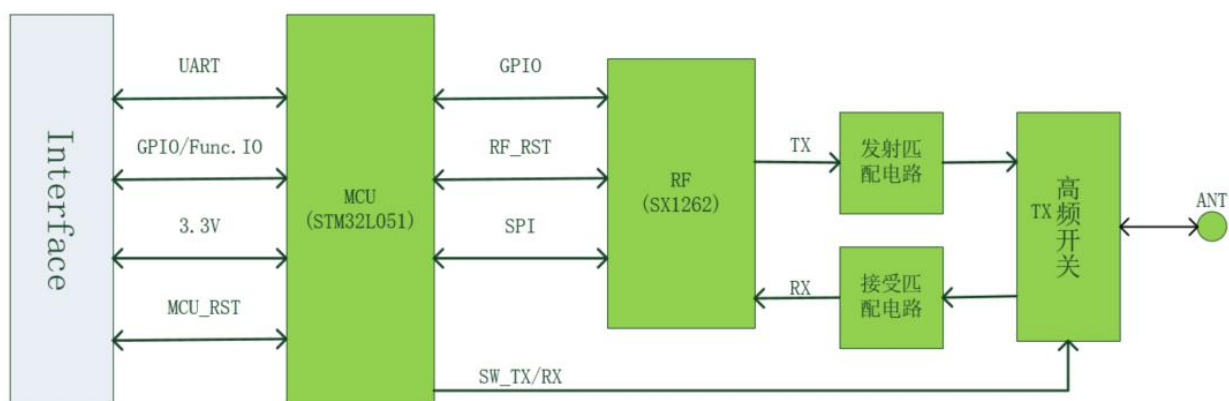 Interface
UART
GPIO/Func.IO
3.3V
MCU_RST
MCU
(STM32L051)
GPIO
RF_RST
SPI
SW_TX/RX
RF
(SX1262)
TX
发射匹
配电路
RX
接受匹
配电路
TX
高频开关
ANT